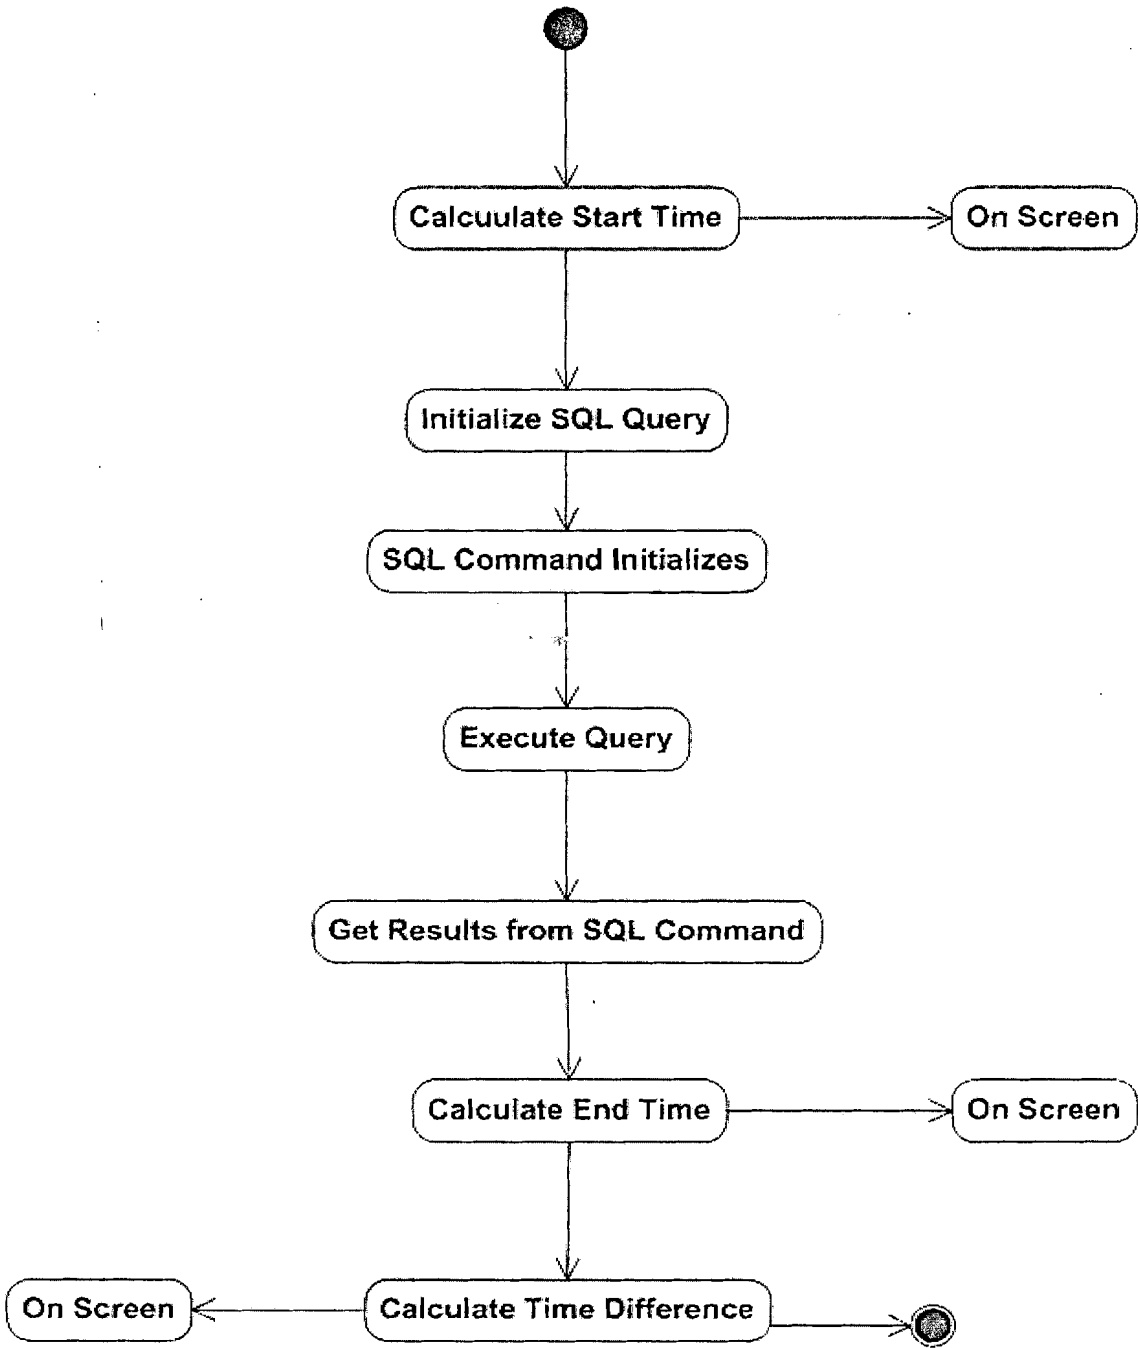 Calcuulate Start Time
On Screen
Initialize SQL Query
SQL Command Initializes
Execute Query
Get Results from SQL Command
Calculate End Time
On Screen
On Screen
Calculate Time Difference